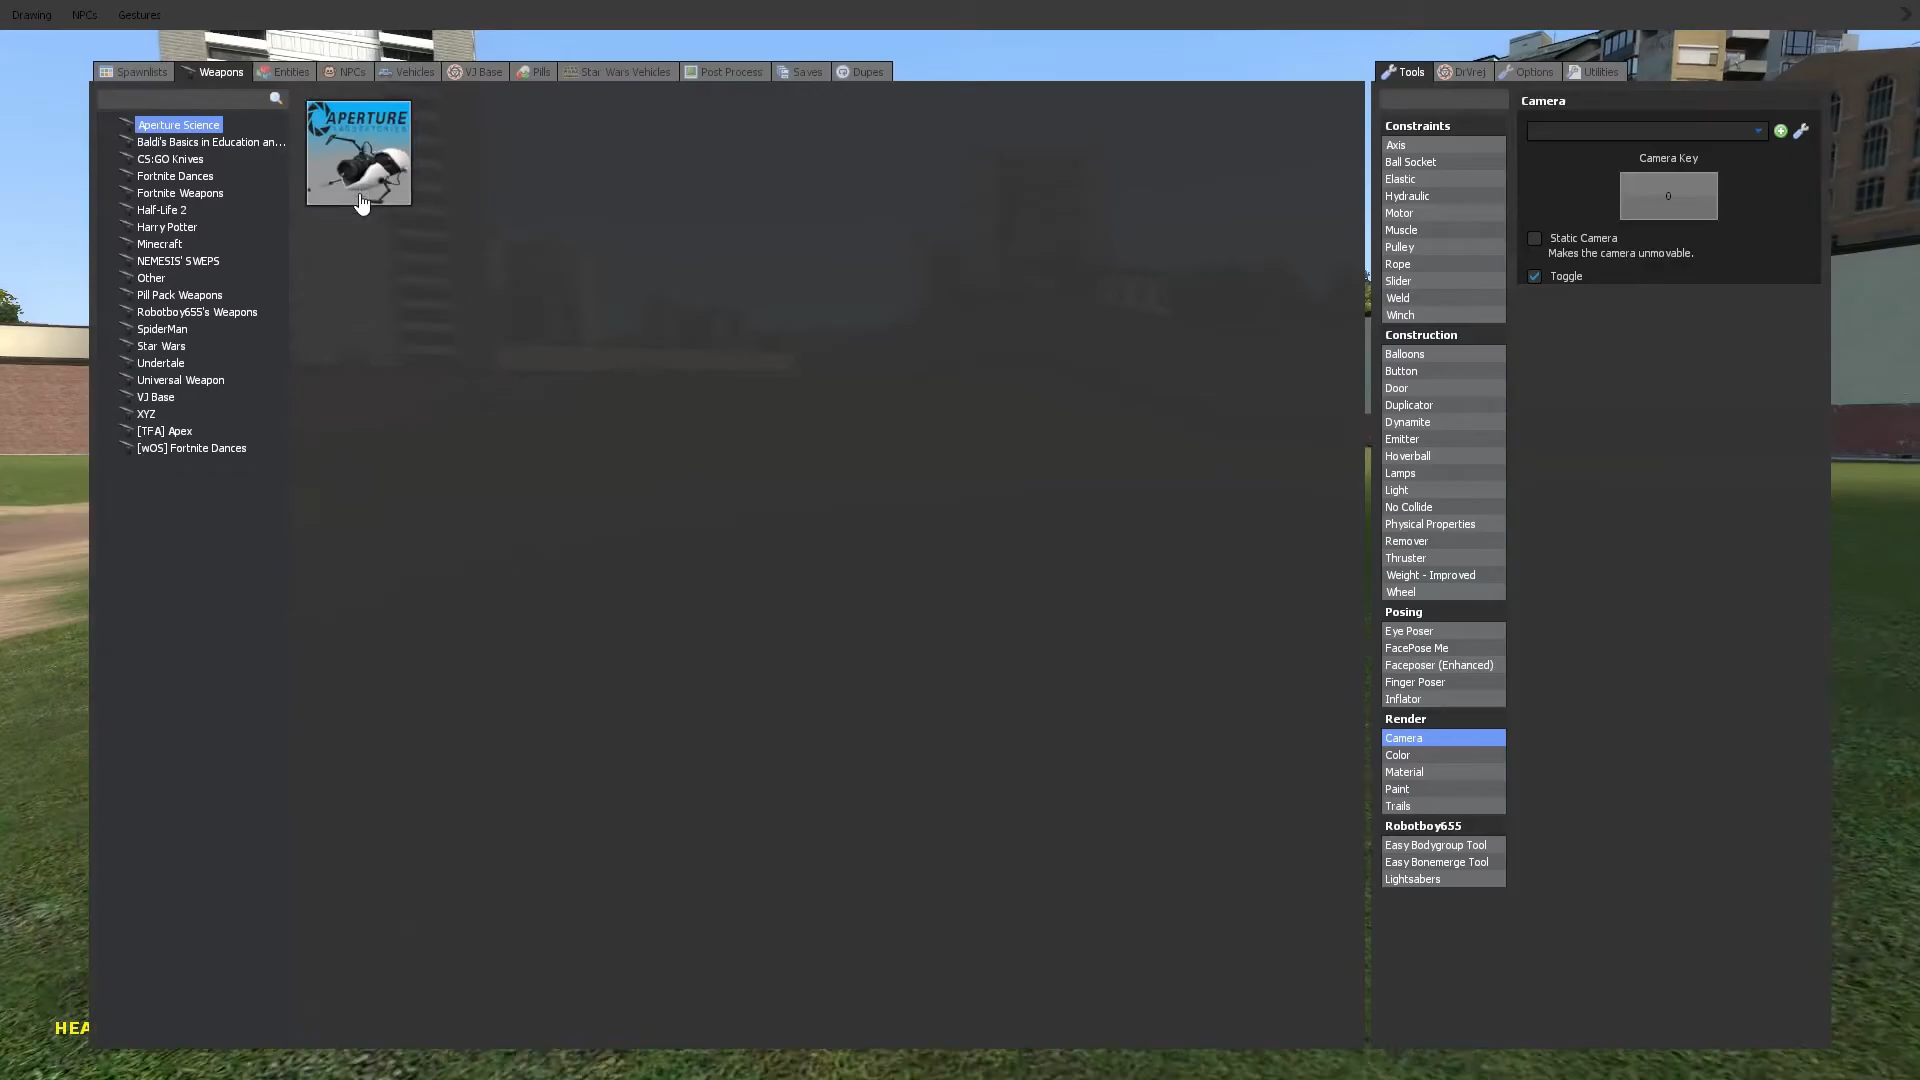 Drawing NPCs Gestures
Spawnlists Weapons Entities NPCs Vehicles VJ Base Pills Star Wars Vehicles Post Process Saves Dupes
Aperture Science
Baldi's Basics in Education an...
CS:GO Knives
Fortnite Dances
Fortnite Weapons
Half-Life 2
Harry Potter
Minecraft
NEMESIS' SWEPS
Other
Pill Pack Weapons
Robotboy655's Weapons
SpiderMan
Star Wars
Undertale
Universal Weapon
VJ Base
XYZ
[TFA] Apex
[wOS] Fortnite Dances
APERTURE
LABORATORIES
HEA
Tools DrVrej Options Utilities
Constraints
Axis
Ball Socket
Elastic
Hydraulic
Motor
Muscle
Pulley
Rope
Slider
Weld
Winch
Construction
Balloons
Button
Door
Duplicator
Dynamite
Emitter
Hoverball
Lamps
Light
No Collide
Physical Properties
Remover
Thruster
Weight - Improved
Wheel
Posing
Eye Poser
FacePose Me
Faceposer (Enhanced)
Finger Poser
Inflator
Render
Camera
Color
Material
Paint
Trails
Robotboy655
Easy Bodygroup Tool
Easy Bonemerge Tool
Lightsabers
Camera
Camera Key
0
Static Camera
Makes the camera unmovable.
Toggle